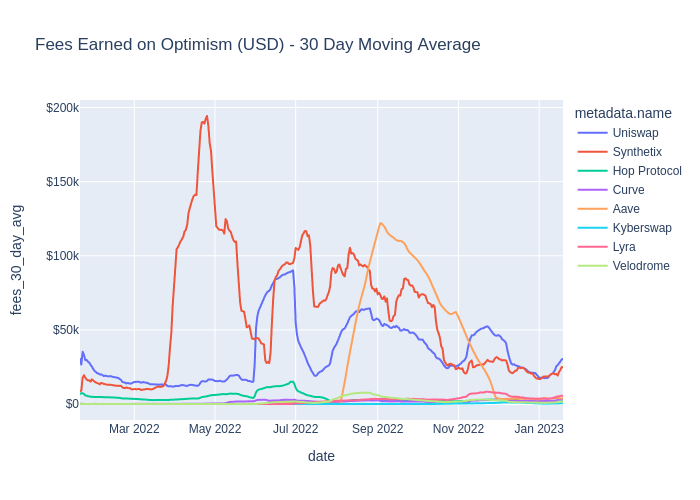 Fees Earned on Optimism (USD) - 30 Day Moving Average
metadata.name
Uniswap
Synthetix
Hop Protocol
Curve
Aave
Kyberswap
Lyra
Velodrome
fees_30_day_avg
$200k
$150k
$100k
$50k
$0
Mar 2022 May 2022 Jul 2022 Sep 2022 Nov 2022 Jan 2023
date